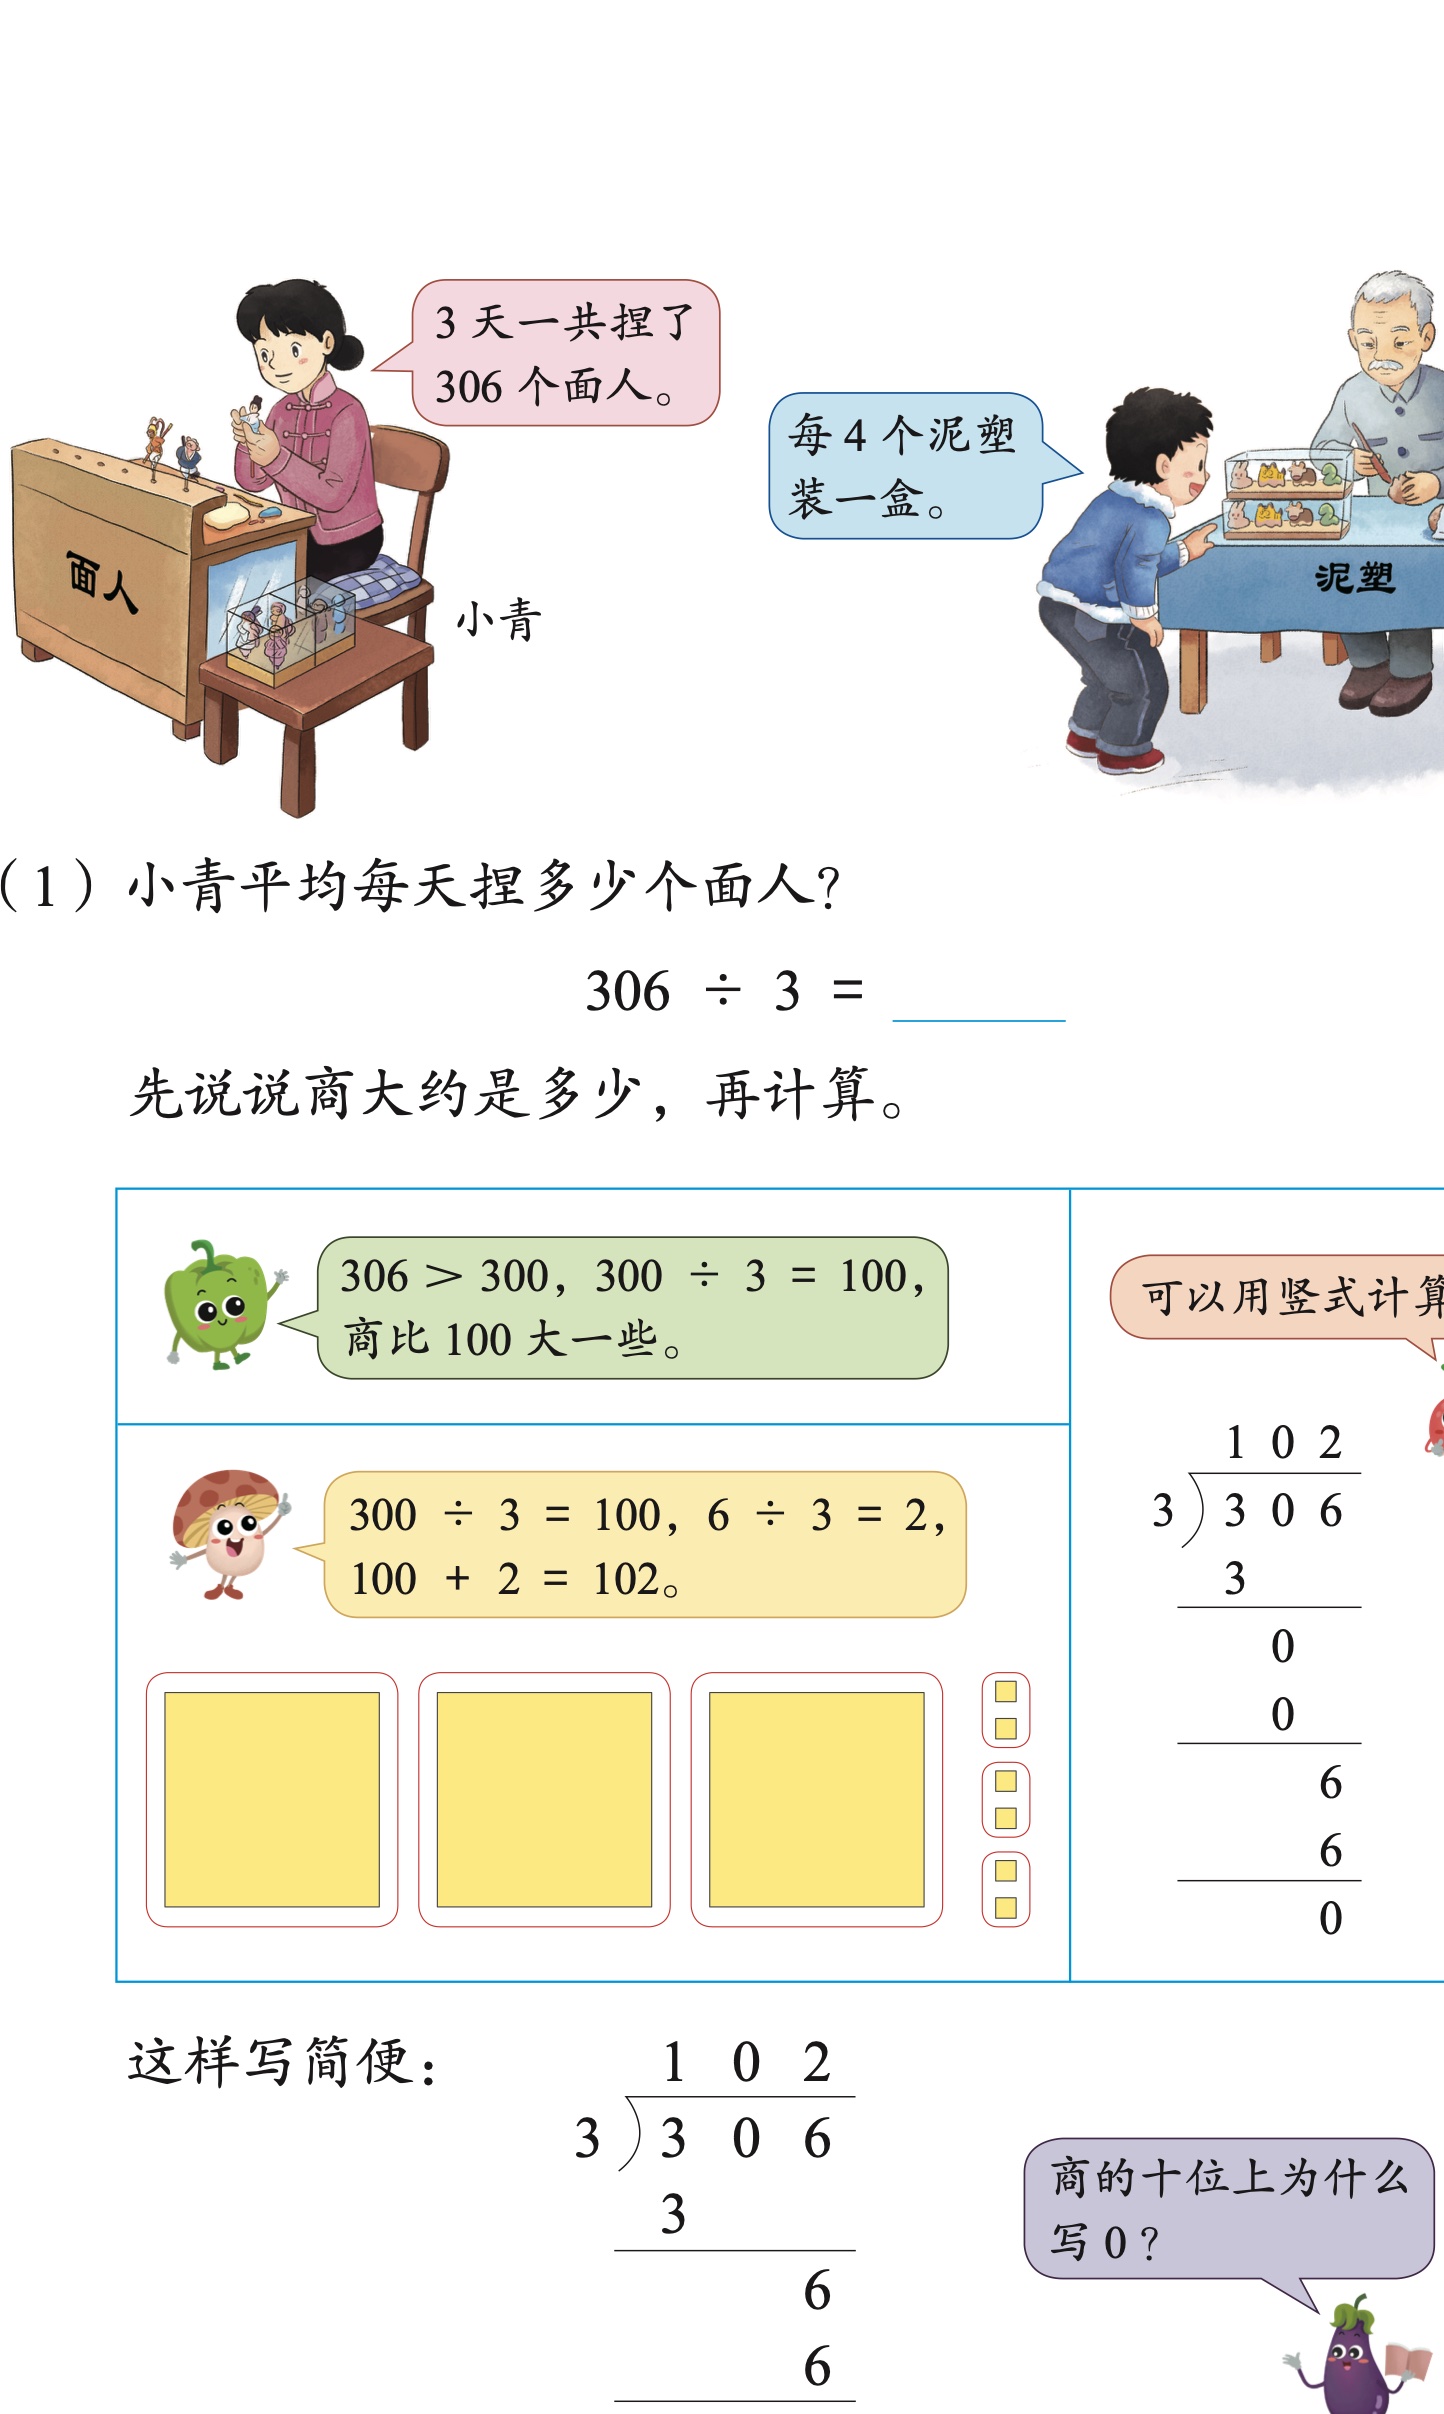 3 天一共捏了
306 个面人。
每 4 个泥塑
装一盒。
面人
泥塑
小青
（1）小青平均每天捏多少个面人？
306 ÷ 3 =
先说说商大约是多少，再计算。
306 > 300，300 ÷ 3 = 100，
商比 100 大一些。
300 ÷ 3 = 100，6 ÷ 3 = 2，
100 + 2 = 102。
可以用竖式计算
1 0 2
3 3 0 6
3
0
0
6
6
0
这样写简便：
1 0 2
3 3 0 6
3
6
6
商的十位上为什么
写 0？